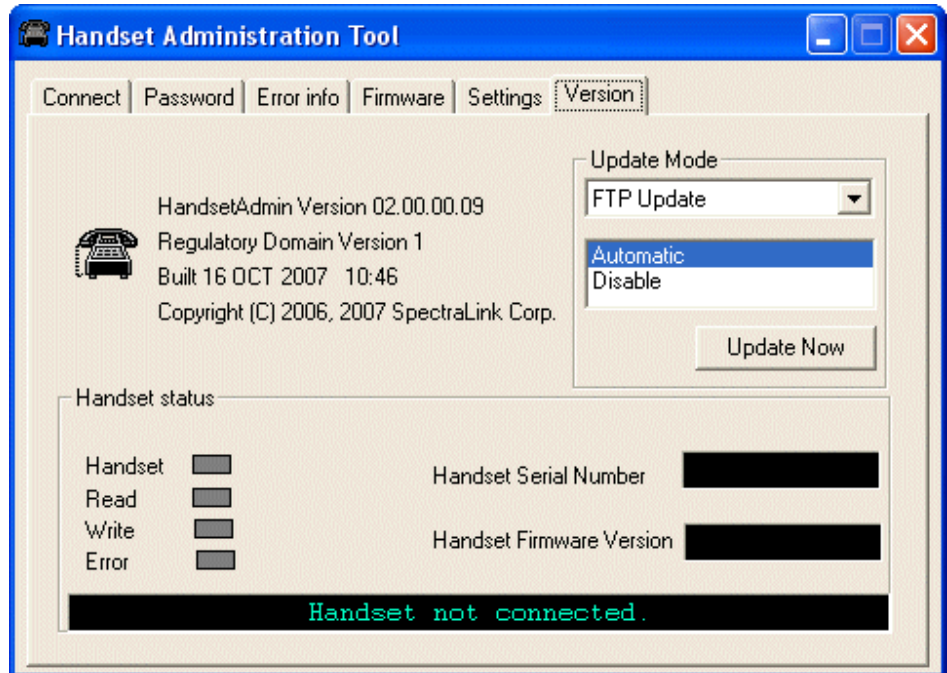 Handset Administration Tool
Connect Password Error info Firmware Settings Version
Update Mode
FTP Update
Automatic
Disable
Update Now
HandsetAdmin Version 02.00.00.09
Regulatory Domain Version 1
Built 16 OCT 2007 10:46
Copyright (C) 2006, 2007 SpectraLink Corp.
Handset status
Handset
Read
Write
Error
Handset Serial Number
Handset Firmware Version
Handset not connected.